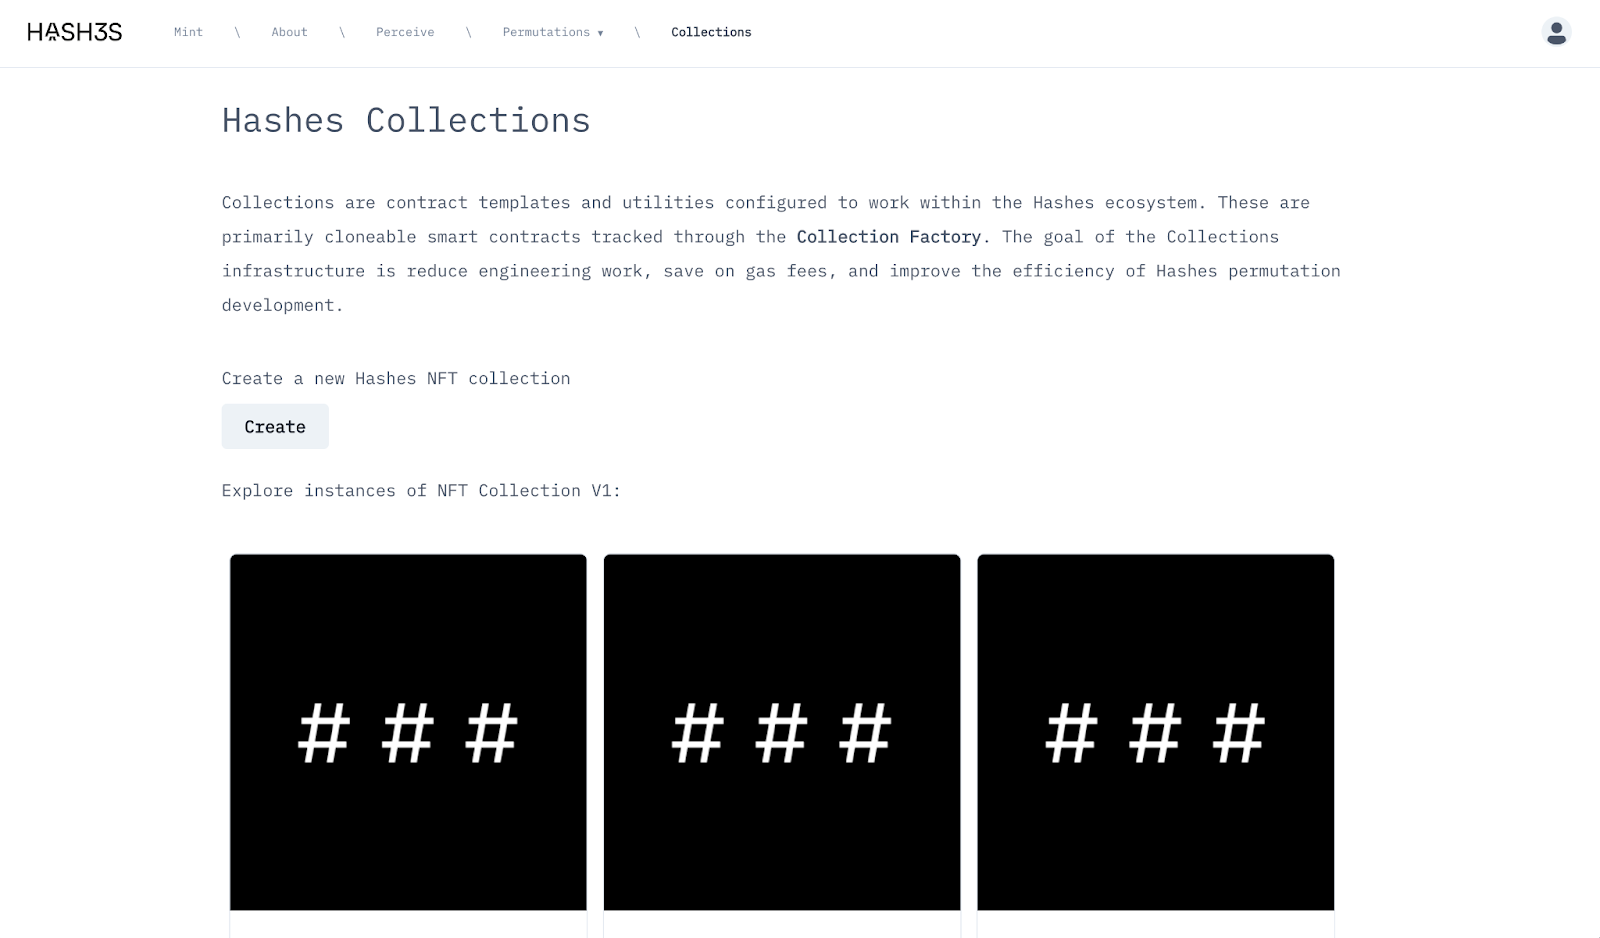 HASH3S
Mint \ About \ Perceive \ Permutations ▾ \ Collections
Hashes Collections
Collections are contract templates and utilities configured to work within the Hashes ecosystem. These are
primarily cloneable smart contracts tracked through the Collection Factory. The goal of the Collections
infrastructure is reduce engineering work, save on gas fees, and improve the efficiency of Hashes permutation
development.
Create a new Hashes NFT collection
Create
Explore instances of NFT Collection V1:
# # #
# # #
# # #